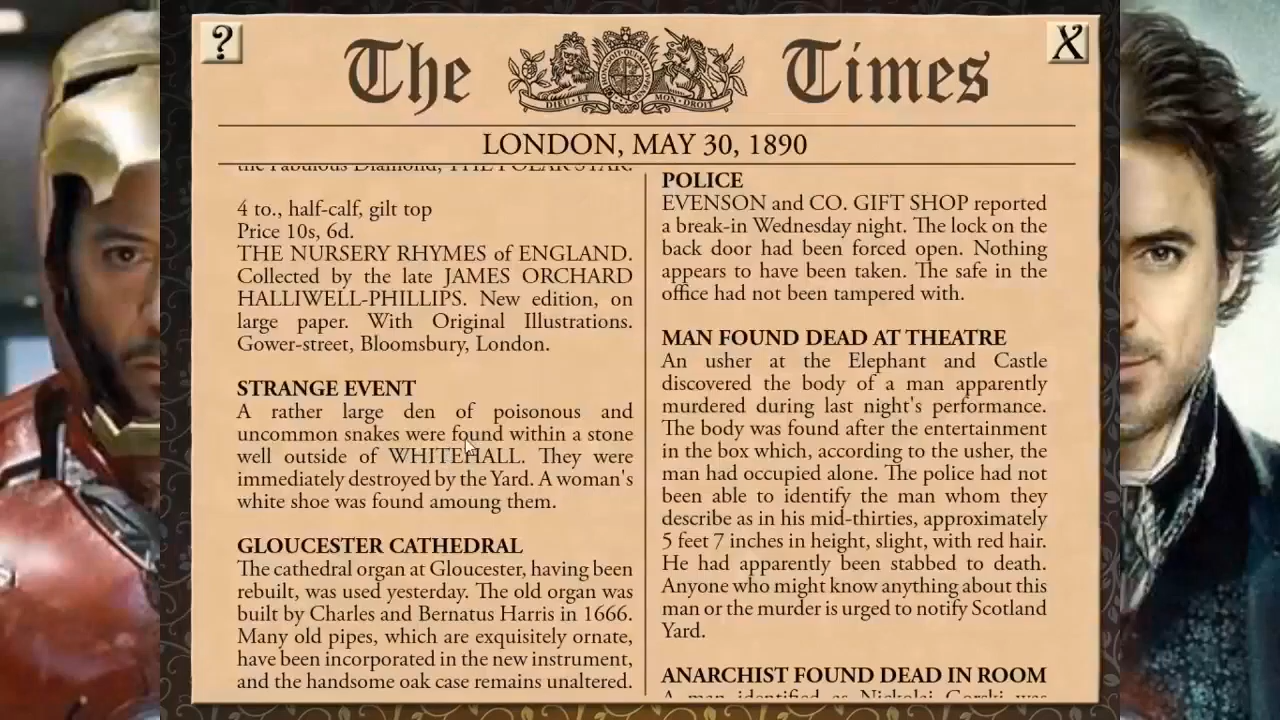 ?
X
The Times
DIEU · ET MON · DROIT
LONDON, MAY 30, 1890
the Fabulous Diamond, THE POLAR STAR.
4 to., half-calf, gilt top
Price 10s, 6d.
THE NURSERY RHYMES of ENGLAND.
Collected by the late JAMES ORCHARD
HALLIWELL-PHILLIPS. New edition, on
large paper. With Original Illustrations.
Gower-street, Bloomsbury, London.
STRANGE EVENT
A rather large den of poisonous and
uncommon snakes were found within a stone
well outside of WHITEHALL. They were
immediately destroyed by the Yard. A woman's
white shoe was found amoung them.
GLOUCESTER CATHEDRAL
The cathedral organ at Gloucester, having been
rebuilt, was used yesterday. The old organ was
built by Charles and Bernatus Harris in 1666.
Many old pipes, which are exquisitely ornate,
have been incorporated in the new instrument,
and the handsome oak case remains unaltered.
POLICE
EVENSON and CO. GIFT SHOP reported
a break-in Wednesday night. The lock on the
back door had been forced open. Nothing
appears to have been taken. The safe in the
office had not been tampered with.
MAN FOUND DEAD AT THEATRE
An usher at the Elephant and Castle
discovered the body of a man apparently
murdered during last night's performance.
The body was found after the entertainment
in the box which, according to the usher, the
man had occupied alone. The police had not
been able to identify the man whom they
describe as in his mid-thirties, approximately
5 feet 7 inches in height, slight, with red hair.
He had apparently been stabbed to death.
Anyone who might know anything about this
man or the murder is urged to notify Scotland
Yard.
ANARCHIST FOUND DEAD IN ROOM
A man identified as Nickolai Gorski was